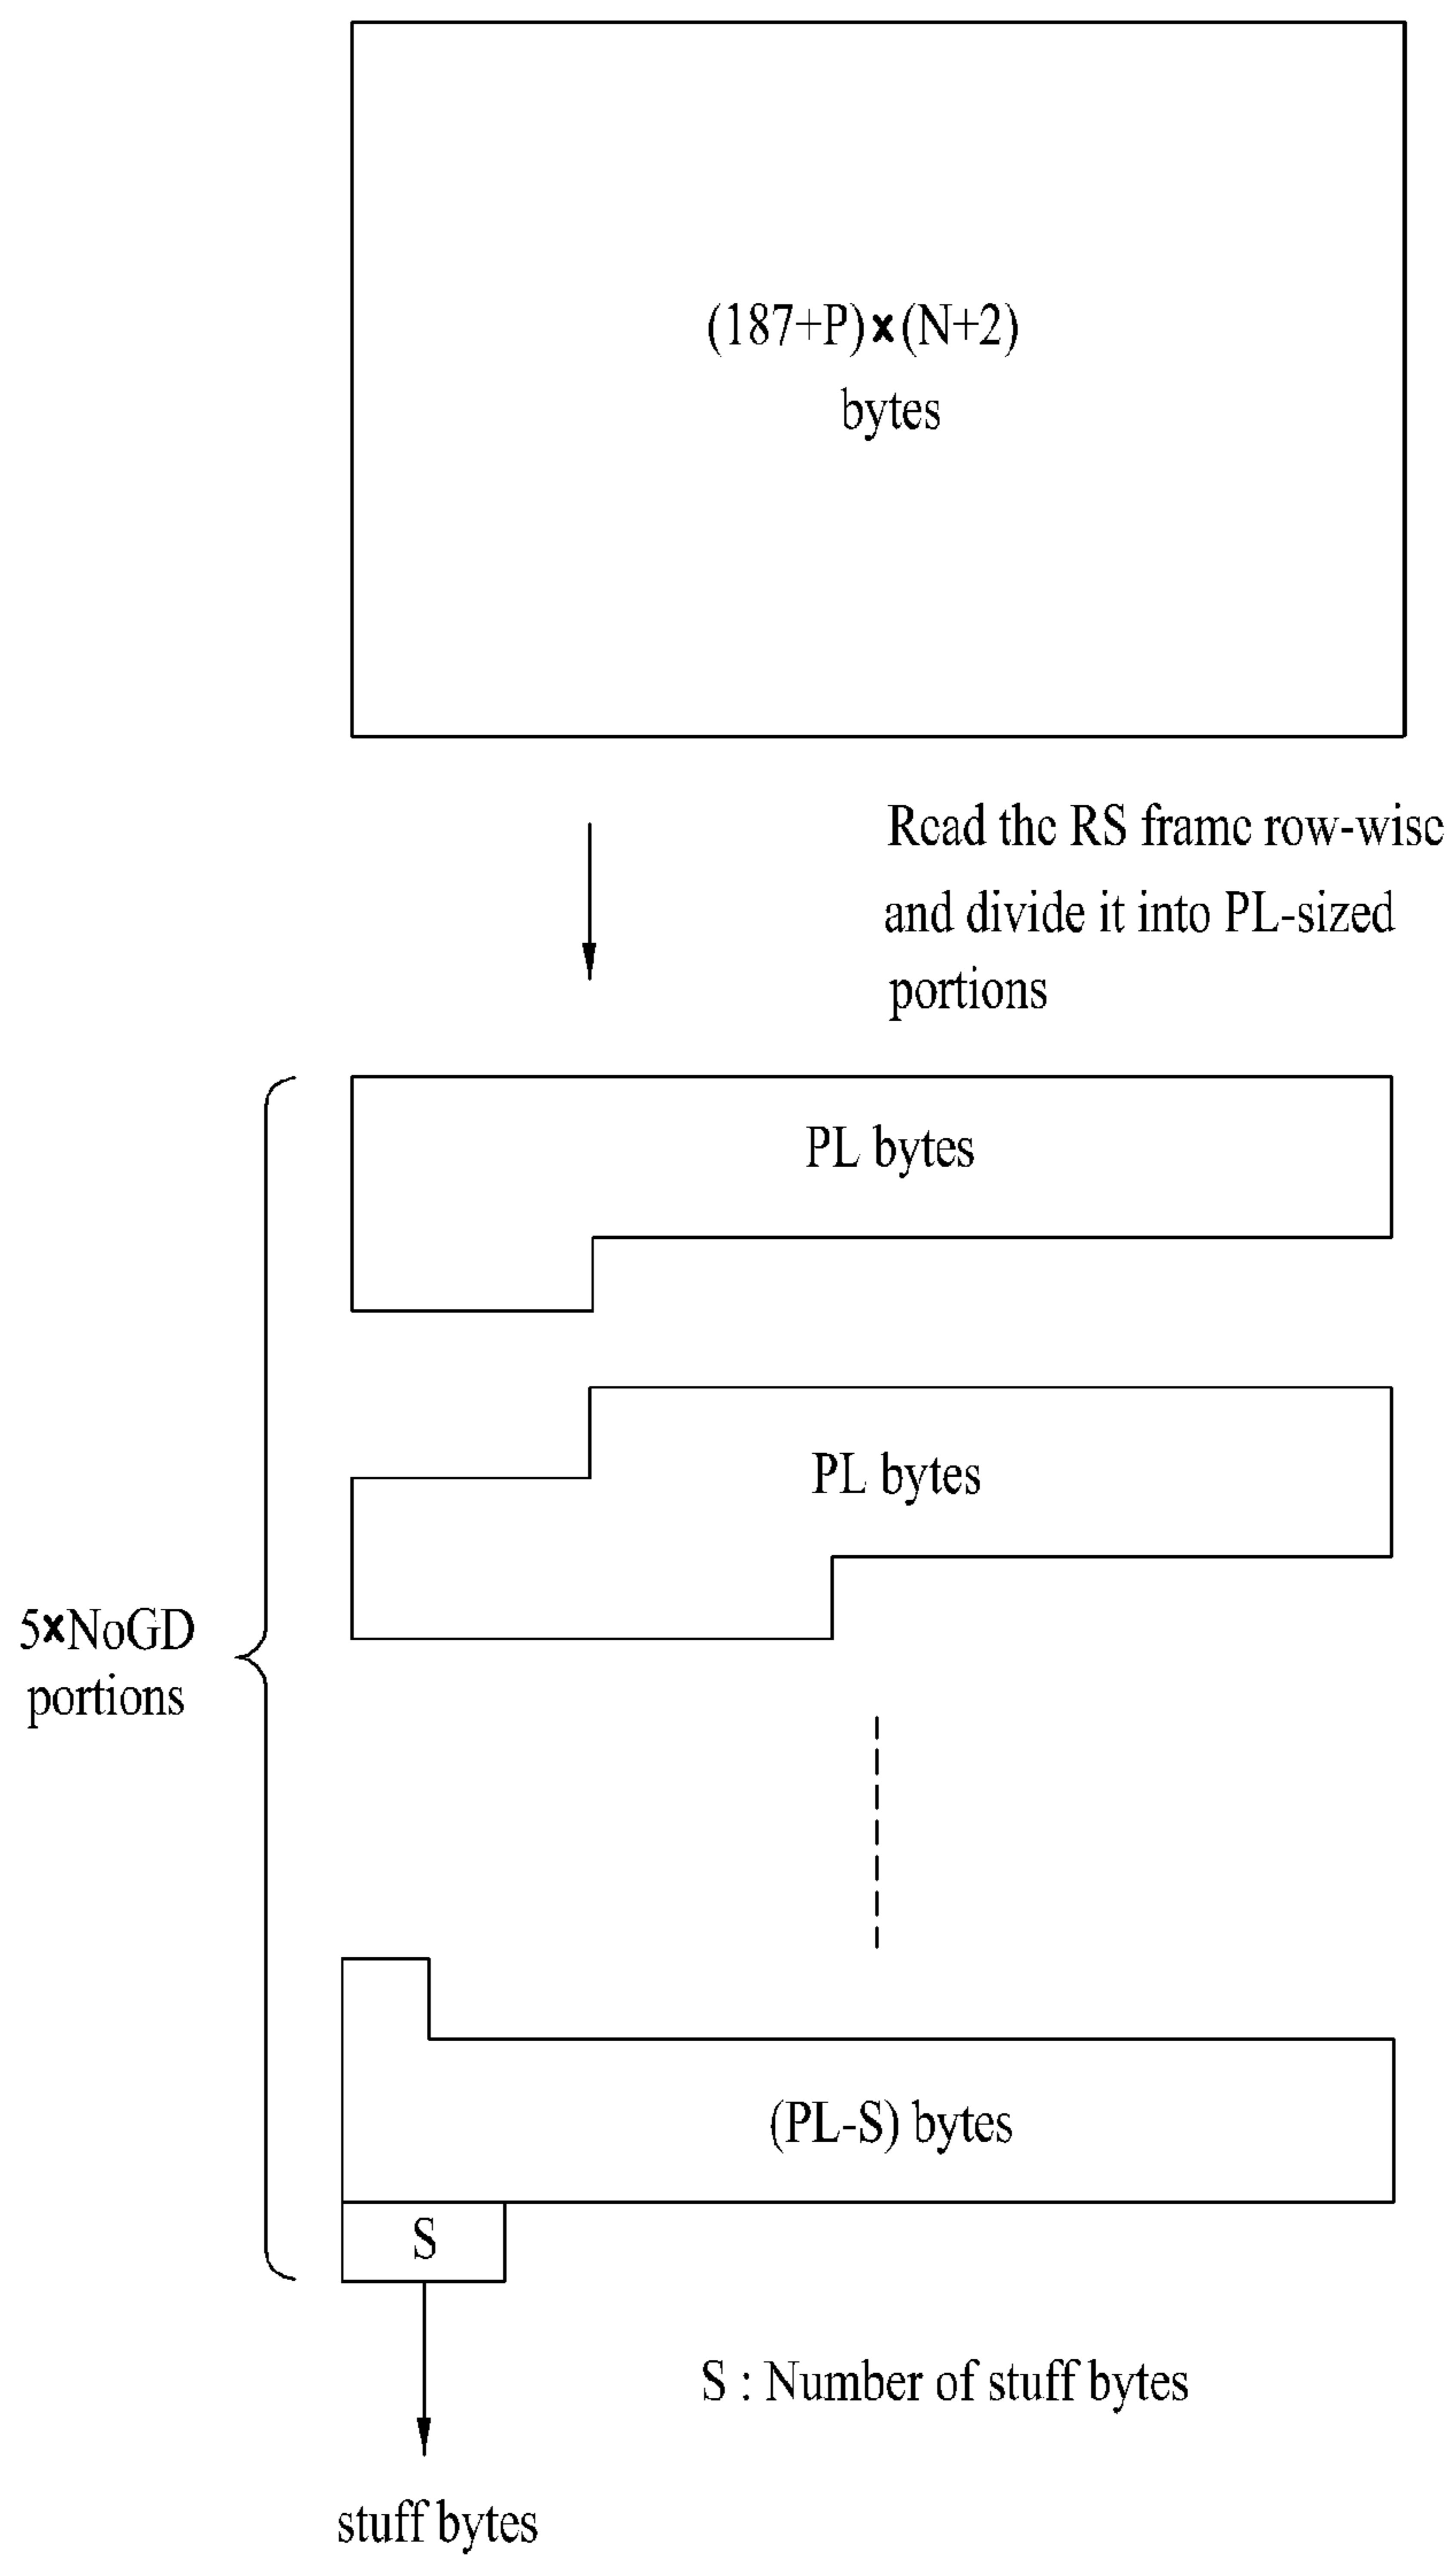 (187+P)×(N+2)
bytes
Read the RS frame row-wise
and divide it into PL-sized
portions
PL bytes
PL bytes
5×NoGD
portions
(PL-S) bytes
S
S : Number of stuff bytes
stuff bytes